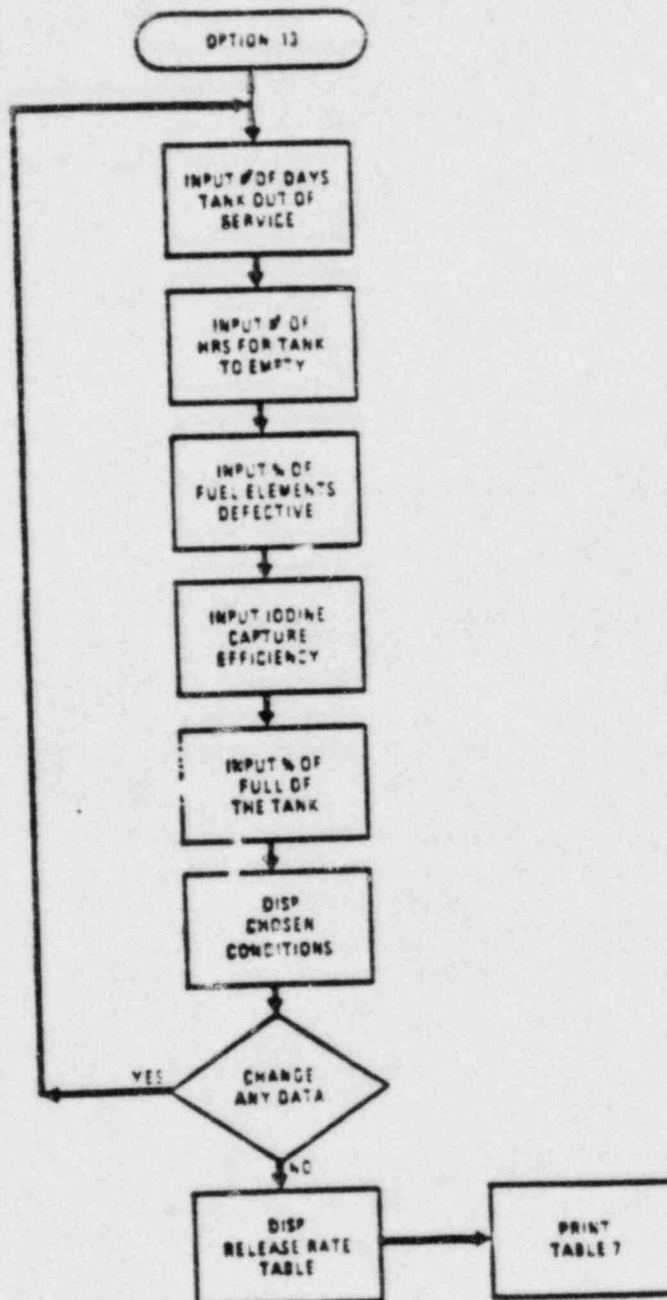 OPTION 13
INPUT # OF DAYS
TANK OUT OF
SERVICE
INPUT # OF
HRS FOR TANK
TO EMPTY
INPUT % OF
FUEL ELEMENTS
DEFECTIVE
INPUT IODINE
CAPTURE
EFFICIENCY
INPUT % OF
FULL OF
THE TANK
DISP
CHOSEN
CONDITIONS
CHANGE
ANY DATA
YES
NO
DISP
RELEASE RATE
TABLE
PRINT
TABLE 7